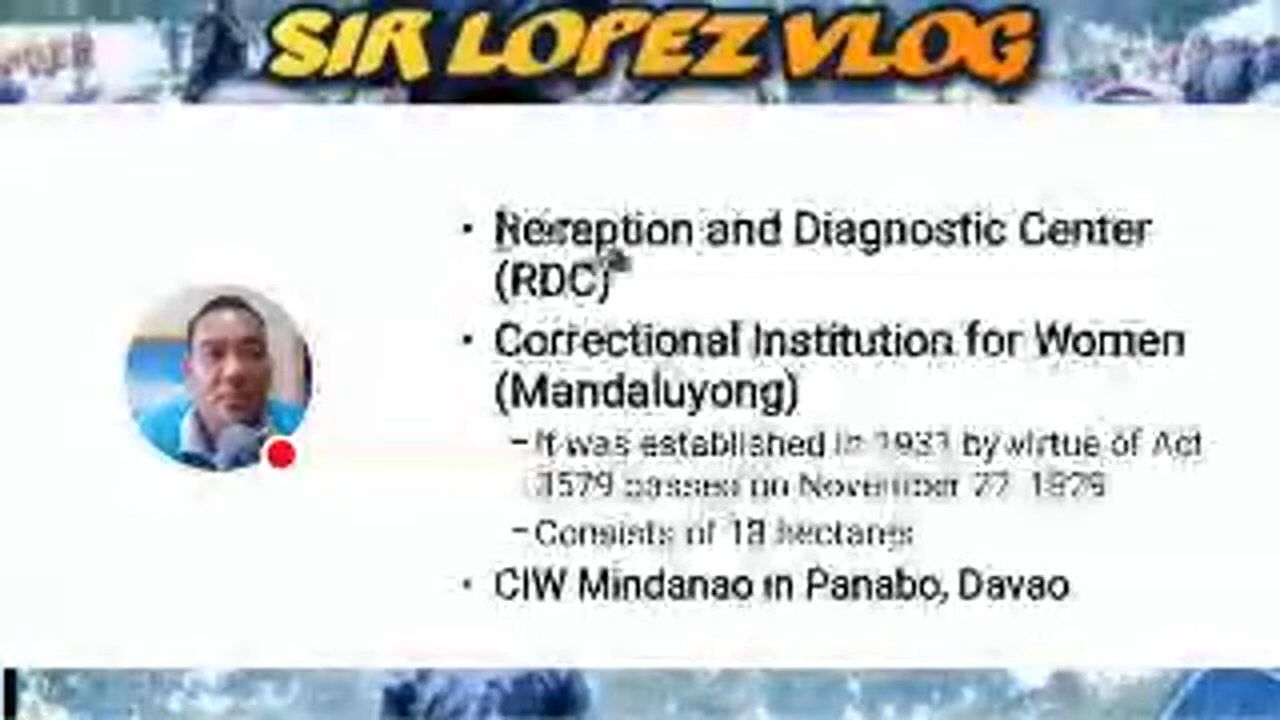 SIR LOPEZ VLOG
• Reception and Diagnostic Center
(RDC)
• Correctional Institution for Women
(Mandaluyong)
– It was established in 1931 by virtue of Act
3579 passed on November 27, 1929
– Consists of 18 hectares
• CIW Mindanao in Panabo, Davao